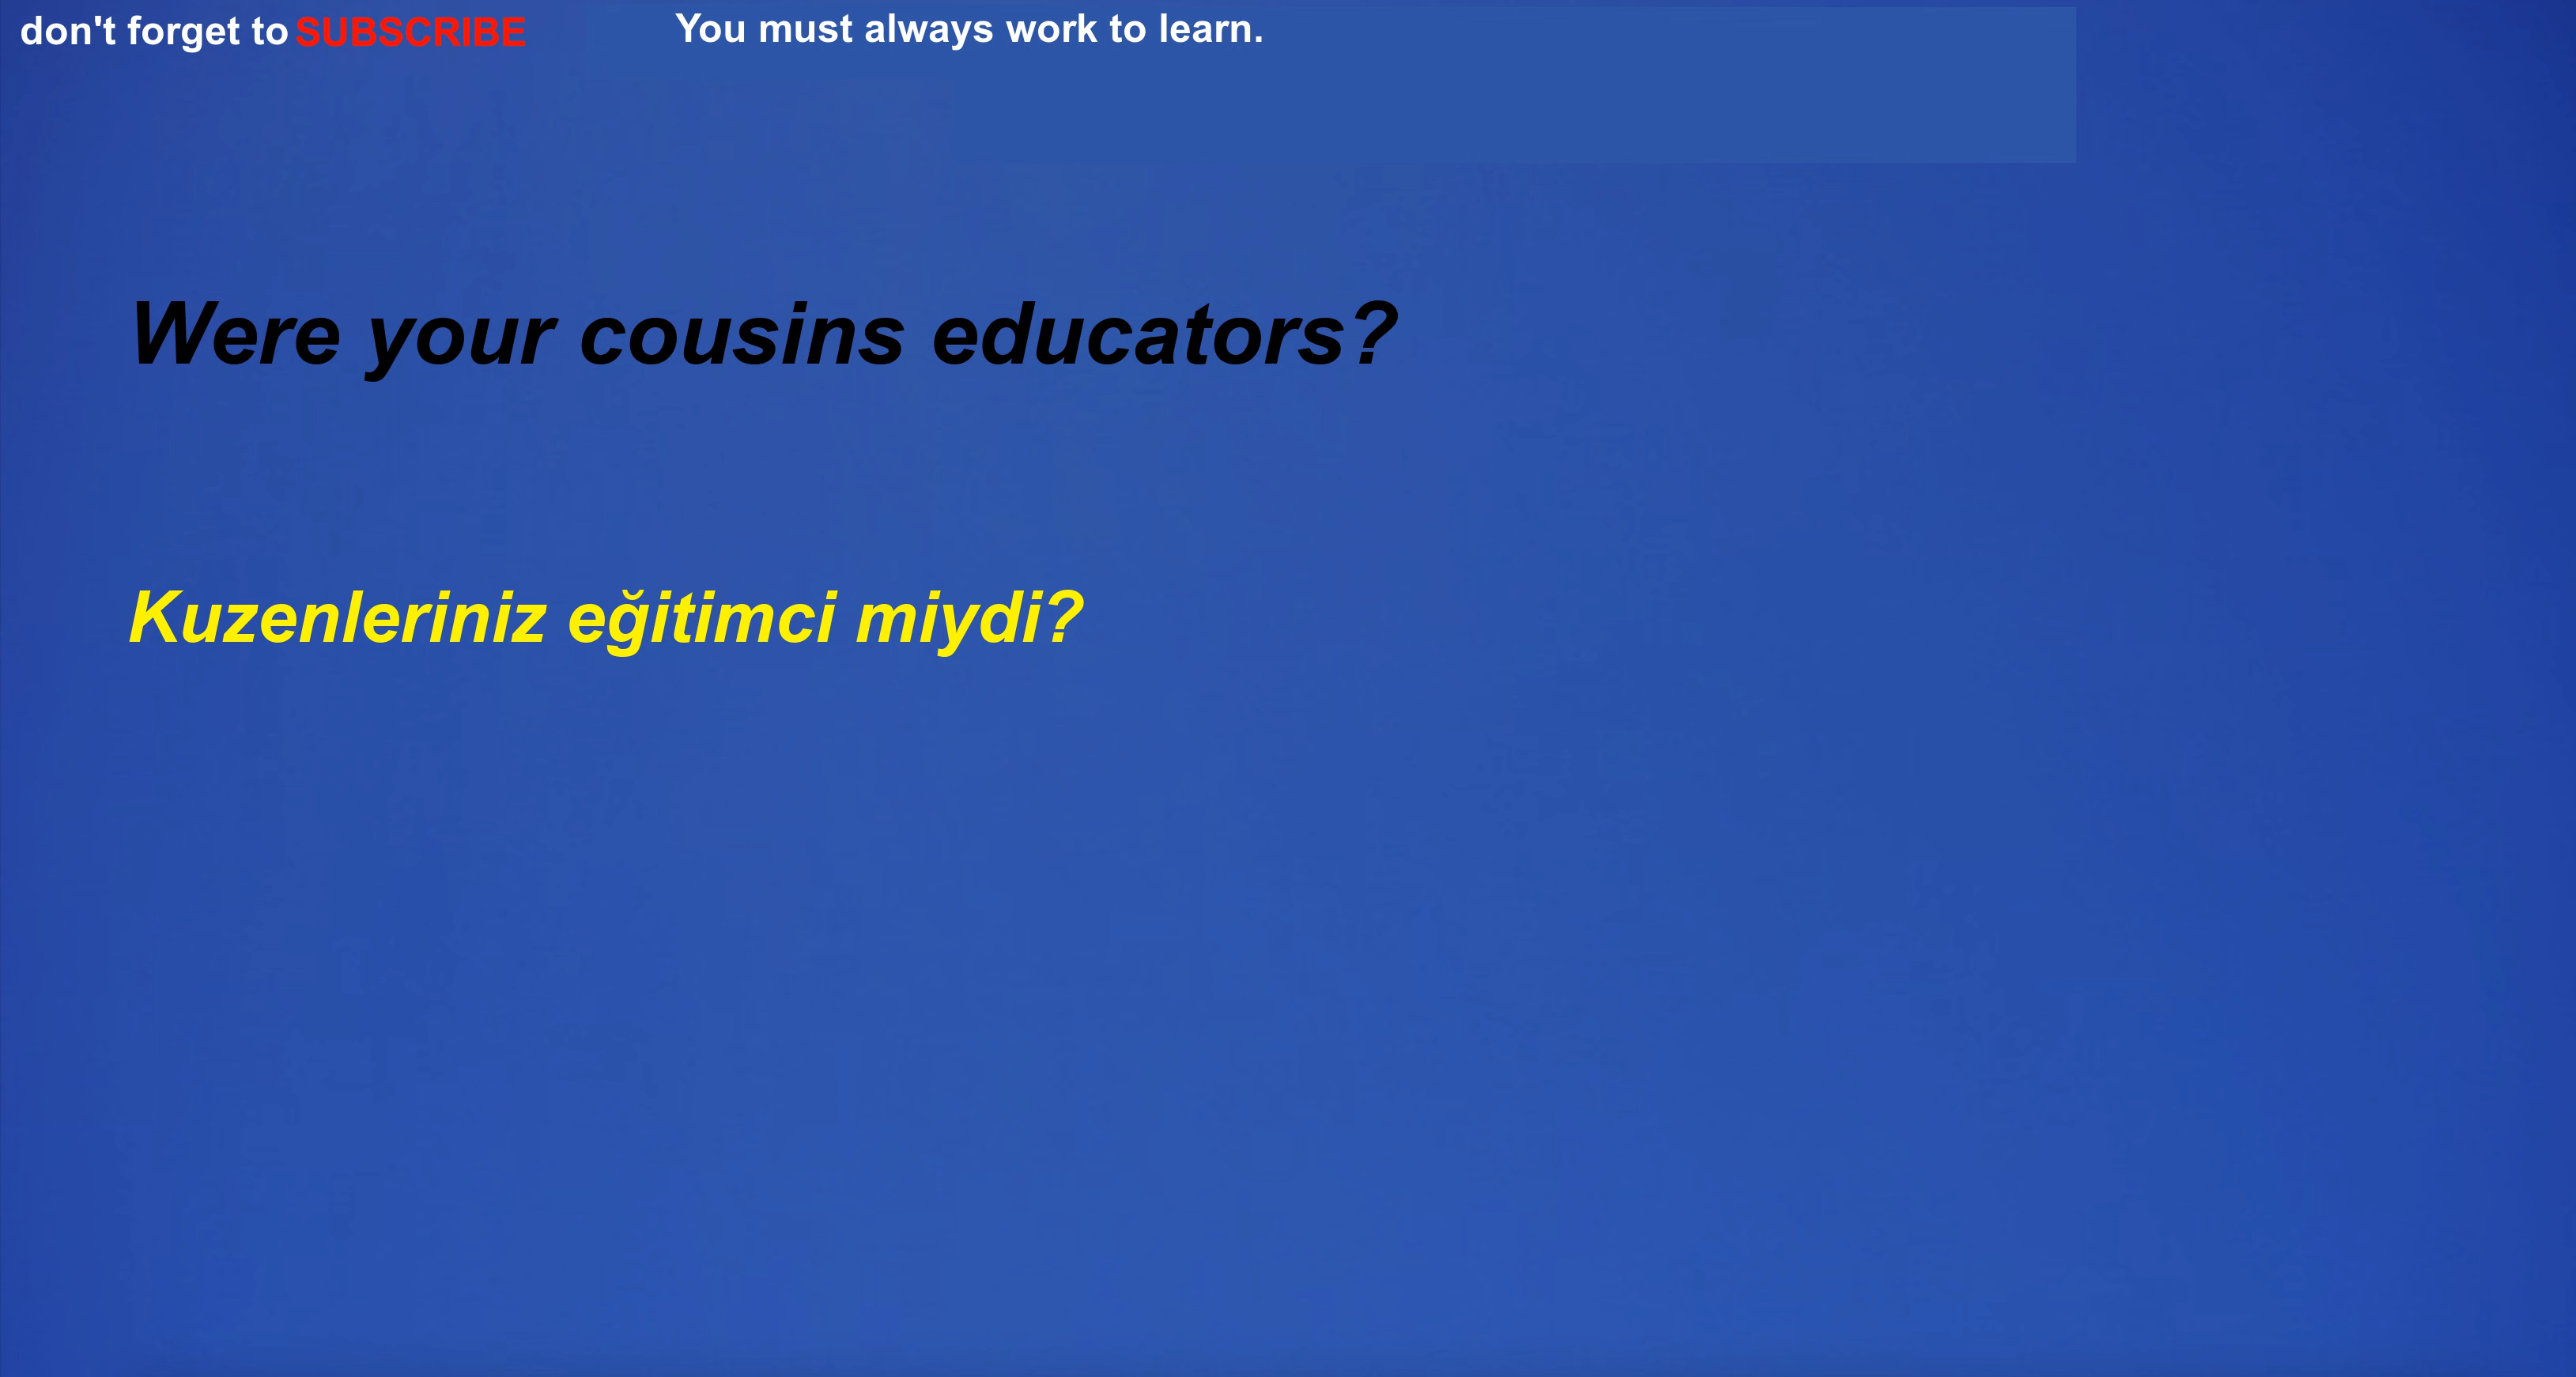 don't forget to SUBSCRIBE You must always work to learn.
Were your cousins educators?
Kuzenleriniz eğitimci miydi?